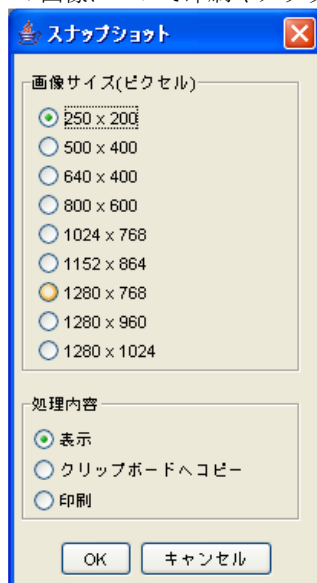 スナップショット
画像サイズ(ピクセル)
250 x 200
500 x 400
640 x 400
800 x 600
1024 x 768
1152 x 864
1280 x 768
1280 x 960
1280 x 1024
処理内容
表示
クリップボードへコピー
印刷
OK キャンセル